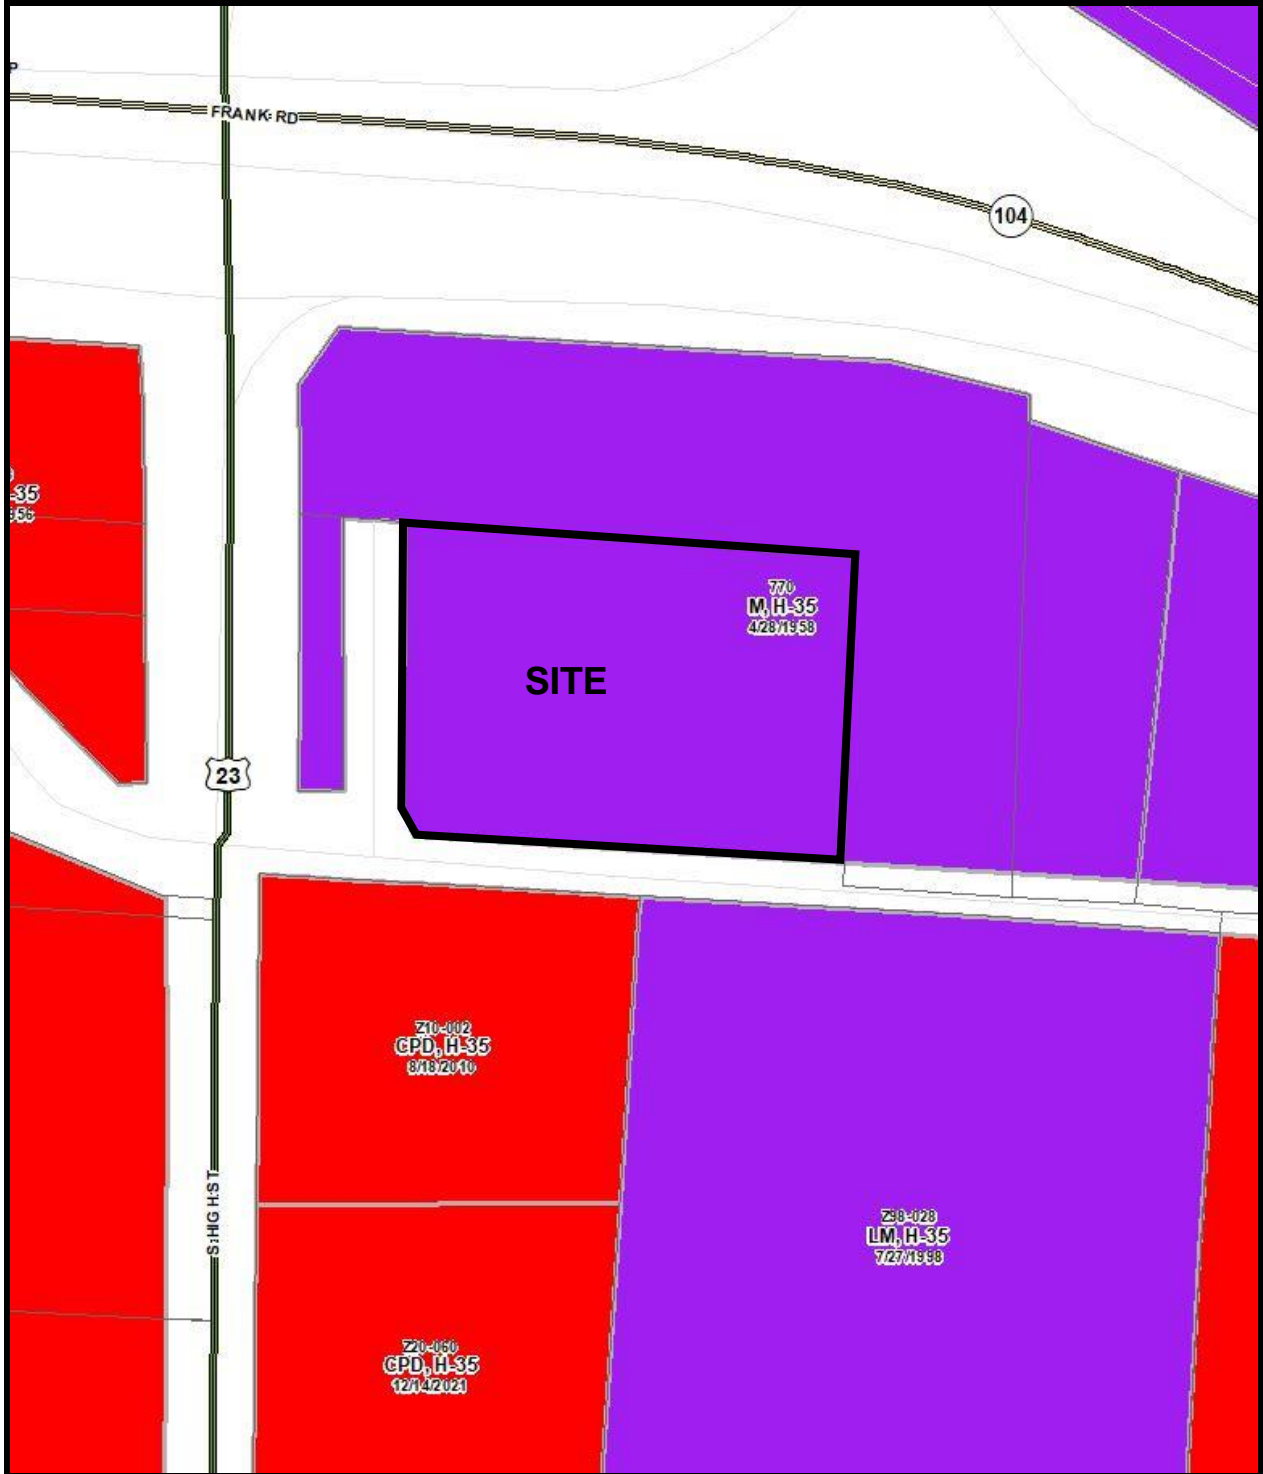 P
FRANK RD
104
-35
770
M, H-35
4/28/1958
SITE
23
Z10-002
CPD, H-35
8/18/2010
S HIGH ST
Z98-028
LM, H-35
7/27/1998
Z20-060
CPD, H-35
12/14/2021